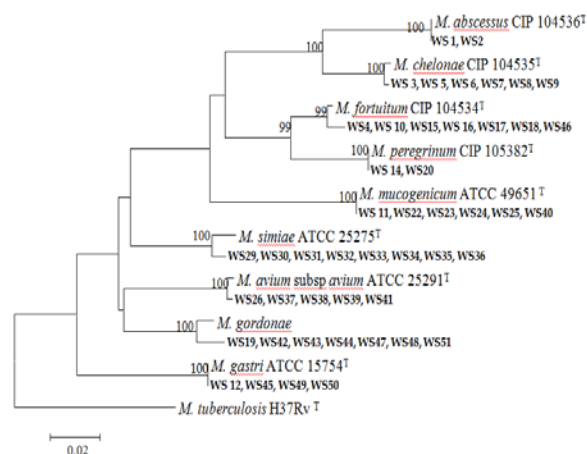 100
M. abscessus CIP 104536T
WS 1, WS2
100
100
M. chelonae CIP 104535T
WS 3, WS 5, WS 6, WS7, WS8, WS9
99
M. fortuitum CIP 104534T
WS4, WS 10, WS15, WS 16, WS17, WS18, WS46
99
100
M. peregrinum CIP 105382T
WS 14, WS20
100
M. mucogenicum ATCC 49651 T
WS 11, WS22, WS23, WS24, WS25, WS40
100
M. simiae ATCC 25275T
WS29, WS30, WS31, WS32, WS33, WS34, WS35, WS36
100
M. avium subsp avium ATCC 25291T
WS26, WS37, WS38, WS39, WS41
100
M. gordonae
WS19, WS42, WS43, WS44, WS47, WS48, WS51
100
M. gastri ATCC 15754T
WS 12, WS45, WS49, WS50
M. tuberculosis H37Rv T
0.02